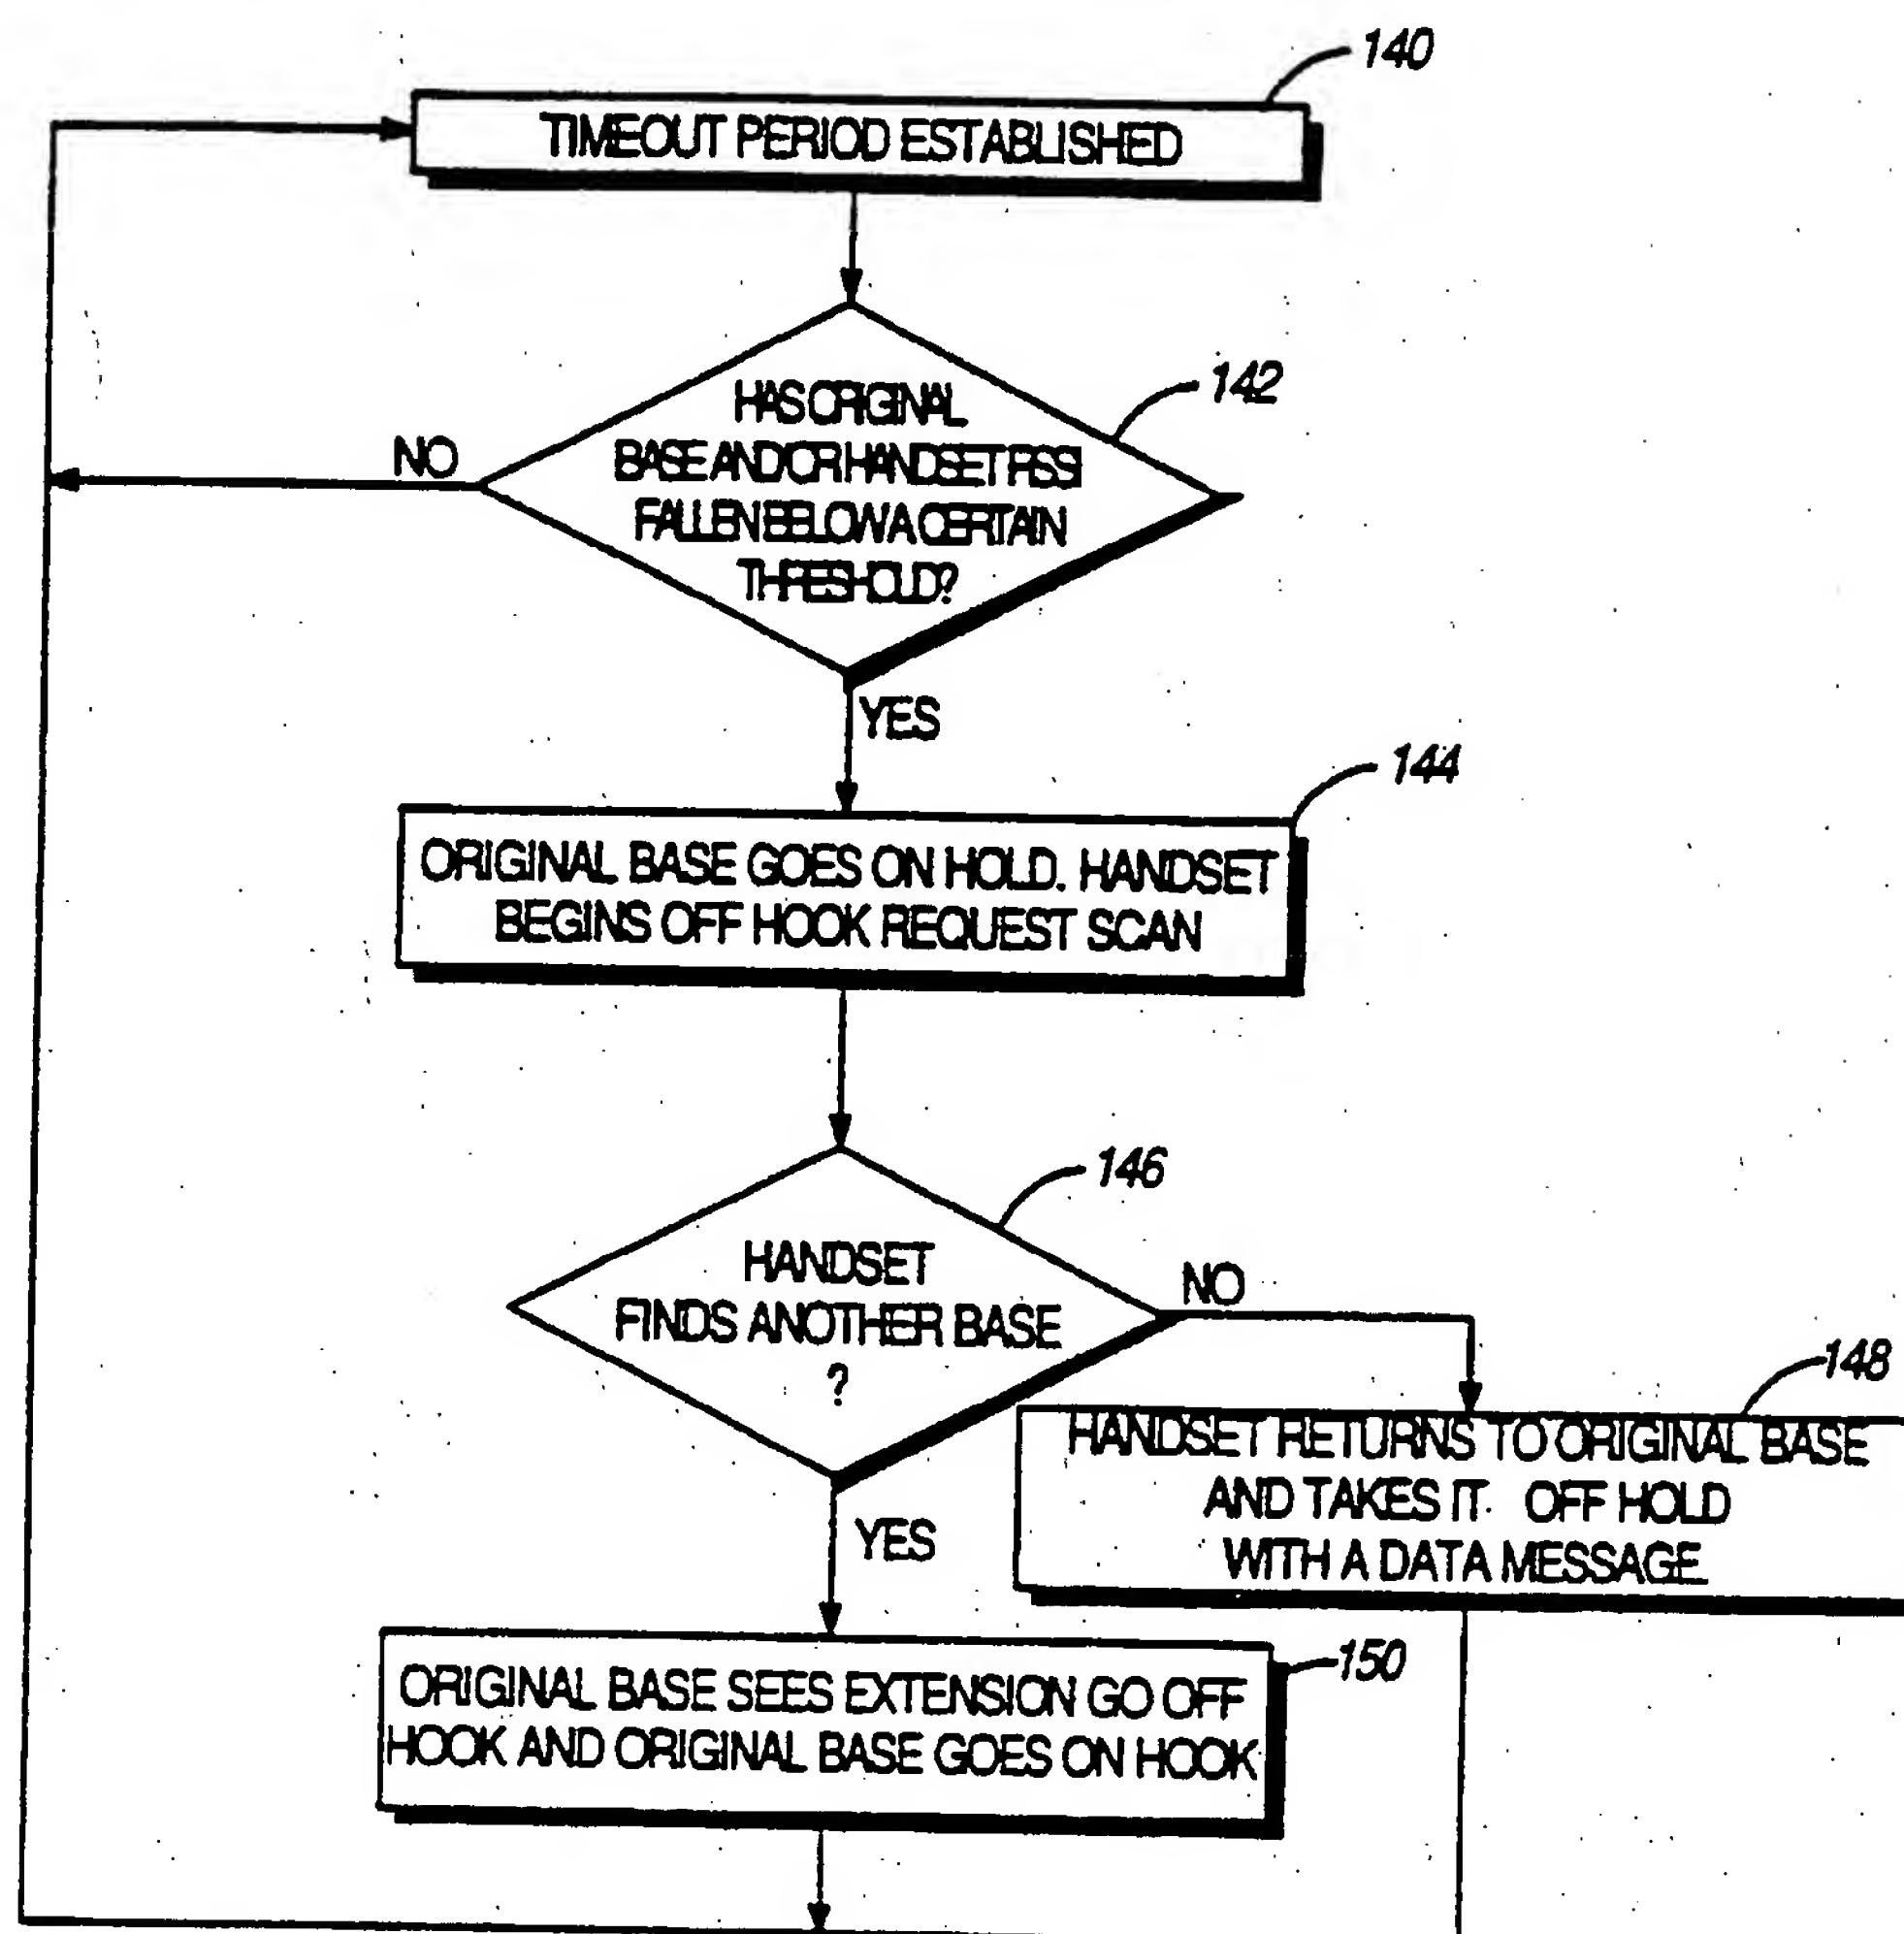 140
TIMEOUT PERIOD ESTABLISHED
142
HAS ORIGINAL
BASE AND OR HANDSET RSSI
FALLEN BELOW A CERTAIN
THRESHOLD?
NO
YES
144
ORIGINAL BASE GOES ON HOLD. HANDSET
BEGINS OFF HOOK REQUEST SCAN
146
HANDSET
FINDS ANOTHER BASE
?
NO
148
HANDSET RETURNS TO ORIGINAL BASE
AND TAKES IT OFF HOLD
WITH A DATA MESSAGE
YES
150
ORIGINAL BASE SEES EXTENSION GO OFF
HOOK AND ORIGINAL BASE GOES ON HOOK